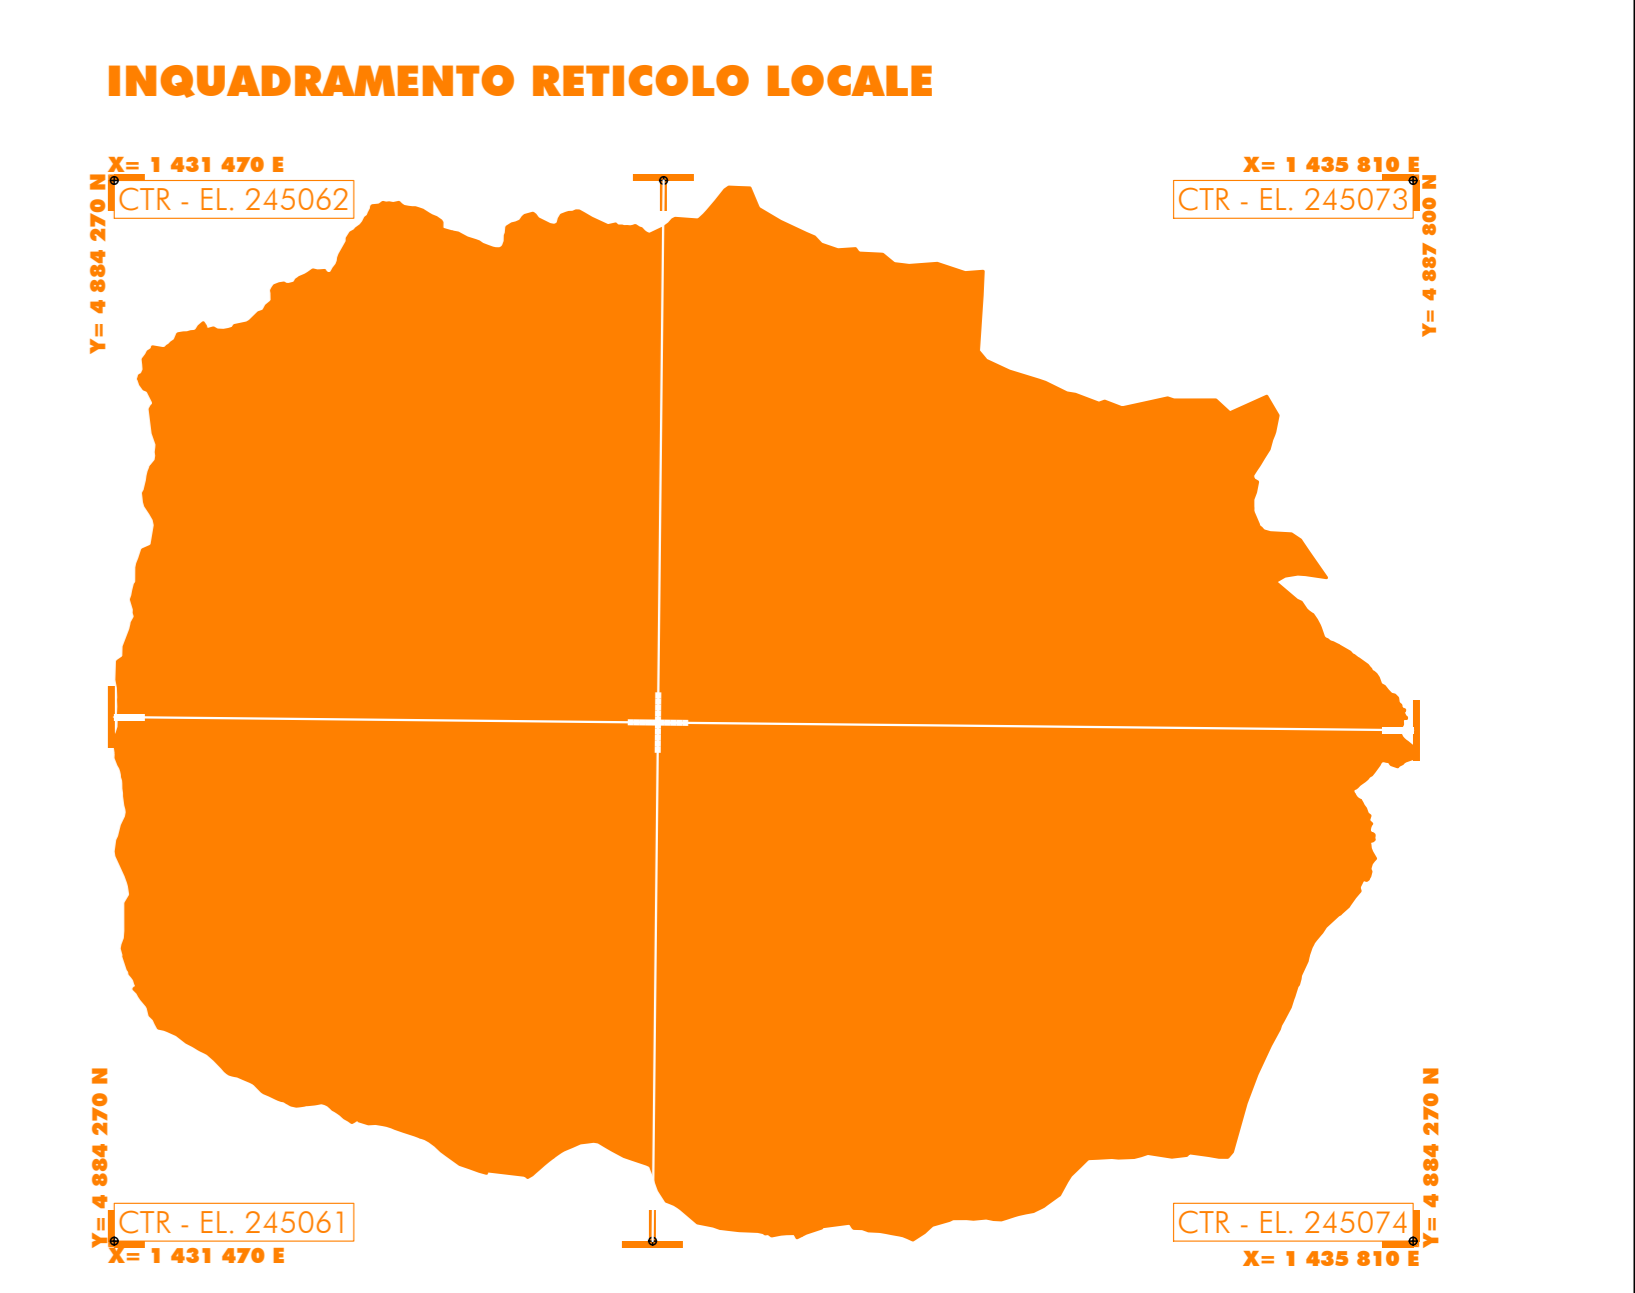 INQUADRAMENTO RETICOLO LOCALE
X= 1 431 470 E
X= 1 435 810 E
CTR - EL. 245062
CTR - EL. 245073
Y= 4 884 270 N
Y= 4 887 800 N
Y= 4 884 270 N
Y= 4 884 270 N
CTR - EL. 245061
CTR - EL. 245074
X= 1 431 470 E
X= 1 435 810 E